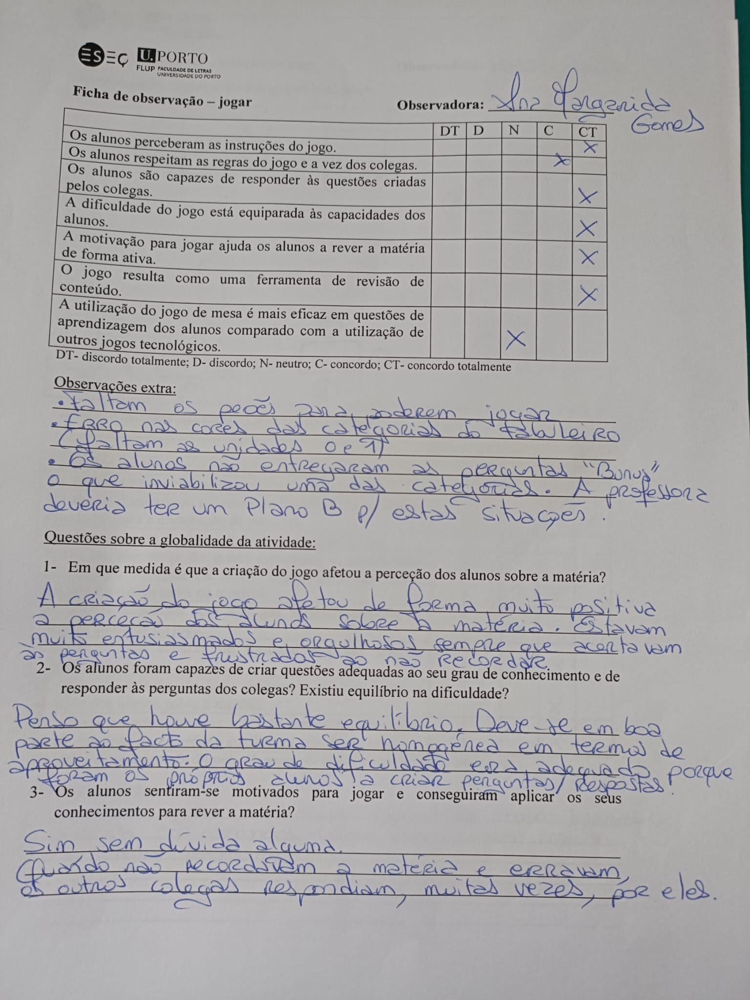 ESEC U.PORTO
FLUP FACULDADE DE LETRAS
UNIVERSIDADE DO PORTO
Ficha de observação – jogar Observadora: Ana Margarida
Gomes
DT D N C CT
Os alunos perceberam as instruções do jogo. X
Os alunos respeitam as regras do jogo e a vez dos colegas. X
Os alunos são capazes de responder às questões criadas
pelos colegas. X
A dificuldade do jogo está equiparada às capacidades dos
alunos. X
A motivação para jogar ajuda os alunos a rever a matéria
de forma ativa. X
O jogo resulta como uma ferramenta de revisão de
conteúdo. X
A utilização do jogo de mesa é mais eficaz em questões de
aprendizagem dos alunos comparado com a utilização de
outros jogos tecnológicos. X
DT- discordo totalmente; D- discordo; N- neutro; C- concordo; CT- concordo totalmente
Observações extra:
• Faltam os peões para poderem jogar
• Erro nas cores das categorias do tabuleiro
(faltam as unidades 0 e 1)
• Os alunos não entregaram as perguntas "Bónus"
o que inviabilizou uma das categorias. A professora
deveria ter um Plano B p/ estas situações.
Questões sobre a globalidade da atividade:
1- Em que medida é que a criação do jogo afetou a perceção dos alunos sobre a matéria?
A criação do jogo afetou de forma muito positiva
a perceção dos alunos sobre a matéria. Estavam
muito entusiasmados e orgulhosos sempre que acertavam
às perguntas e frustrados ao não recordar.
2- Os alunos foram capazes de criar questões adequadas ao seu grau de conhecimento e de
responder às perguntas dos colegas? Existiu equilíbrio na dificuldade?
Penso que houve bastante equilíbrio. Deve-se em boa
parte ao facto da turma ser homogénea em termos de
aproveitamento. O grau de dificuldade era adequado porque
foram os próprios alunos a criar perguntas/respostas.
3- Os alunos sentiram-se motivados para jogar e conseguiram aplicar os seus
conhecimentos para rever a matéria?
Sim sem dúvida alguma.
Quando não recordavam a matéria e erravam,
os outros colegas respondiam, muitas vezes, por eles.